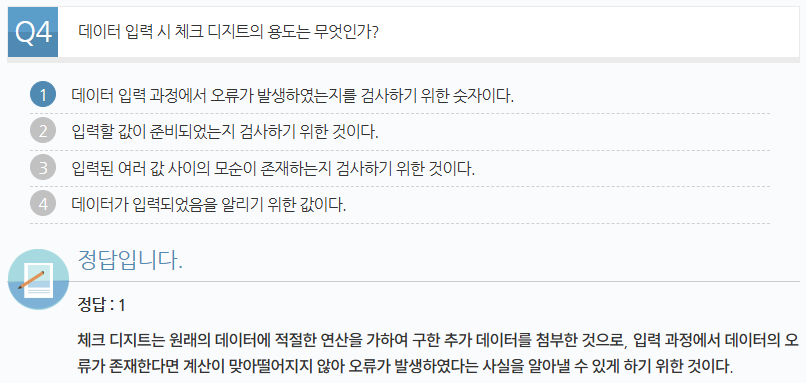 Q4 데이터 입력 시 체크 디지트의 용도는 무엇인가?
1 데이터 입력 과정에서 오류가 발생하였는지를 검사하기 위한 숫자이다.
2 입력할 값이 준비되었는지 검사하기 위한 것이다.
3 입력된 여러 값 사이의 모순이 존재하는지 검사하기 위한 것이다.
4 데이터가 입력되었음을 알리기 위한 값이다.
정답입니다.
정답 : 1
체크 디지트는 원래의 데이터에 적절한 연산을 가하여 구한 추가 데이터를 첨부한 것으로, 입력 과정에서 데이터의 오
류가 존재한다면 계산이 맞아떨어지지 않아 오류가 발생하였다는 사실을 알아낼 수 있게 하기 위한 것이다.